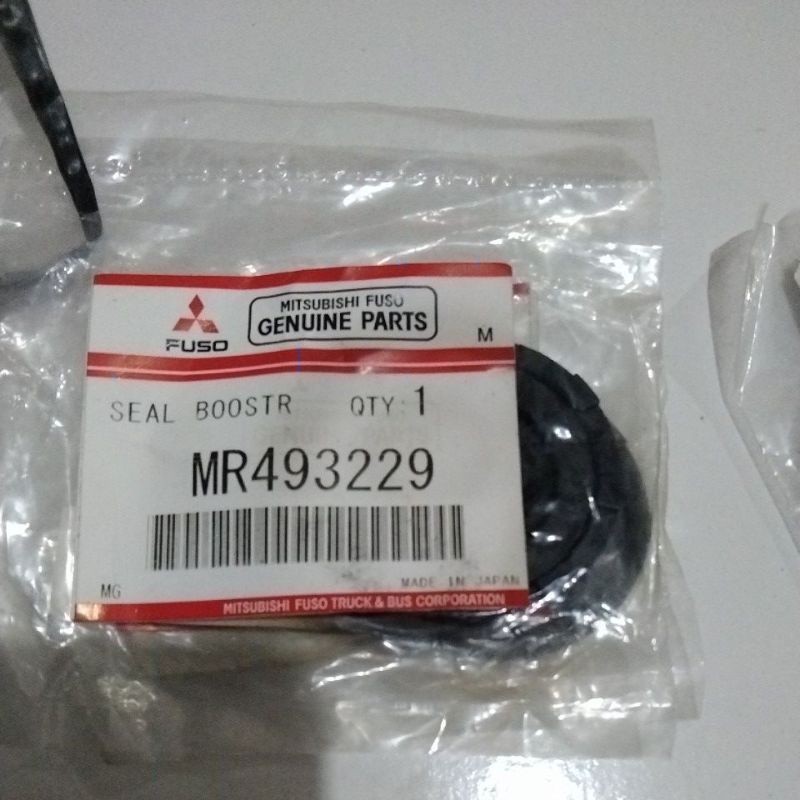 FUSO
MITSUBISHI FUSO
GENUINE PARTS
M
SEAL BOOSTR QTY: 1
MR493229
MG
MADE IN JAPAN
MITSUBISHI FUSO TRUCK & BUS CORPORATION